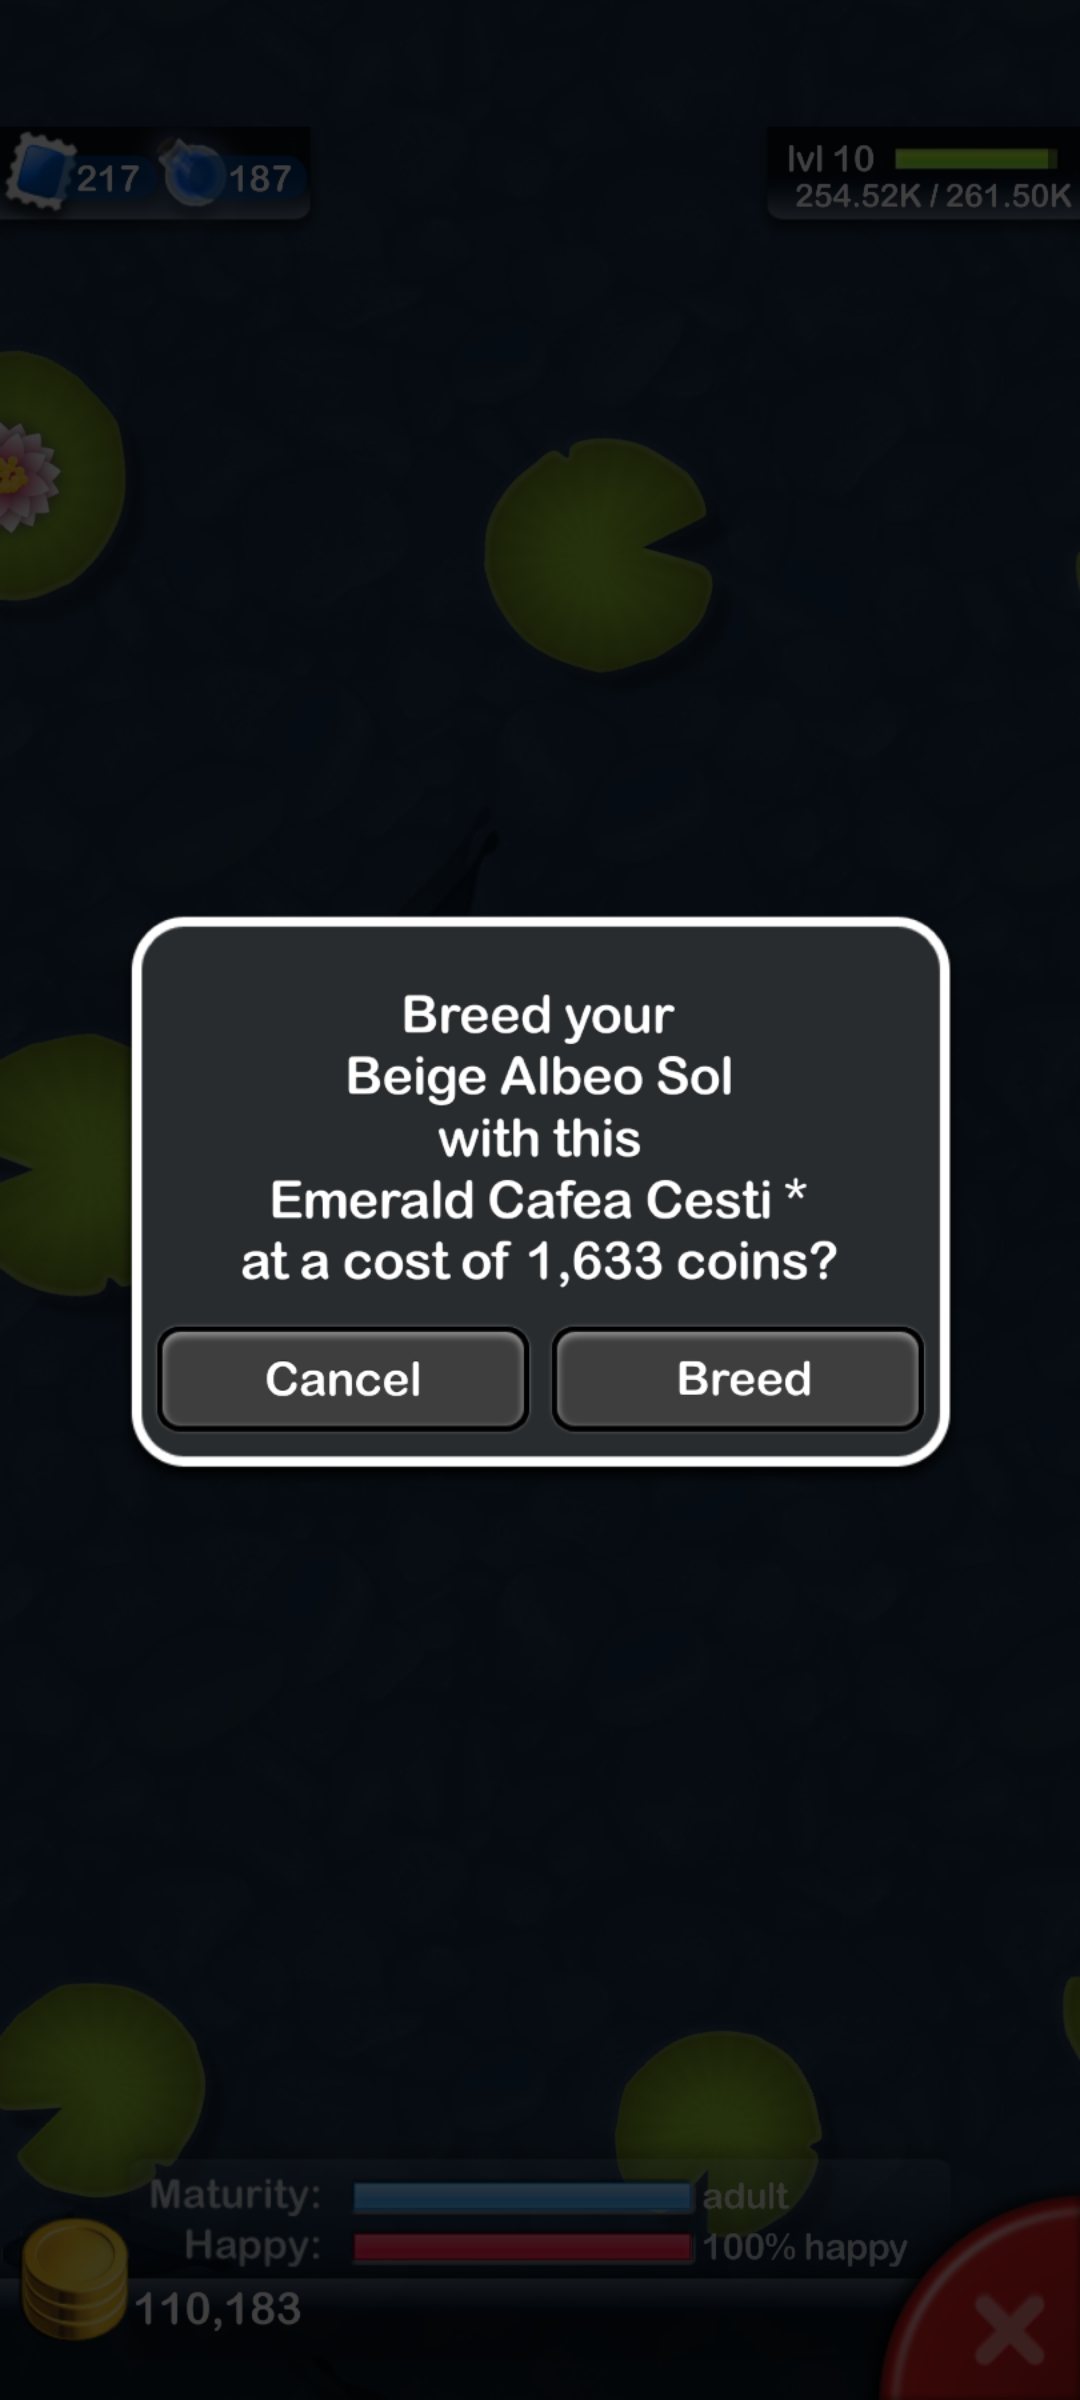 217 187
lvl 10
254.52K / 261.50K
Breed your
Beige Albeo Sol
with this
Emerald Cafea Cesti *
at a cost of 1,633 coins?
Cancel Breed
Maturity: adult
Happy: 100% happy
110,183